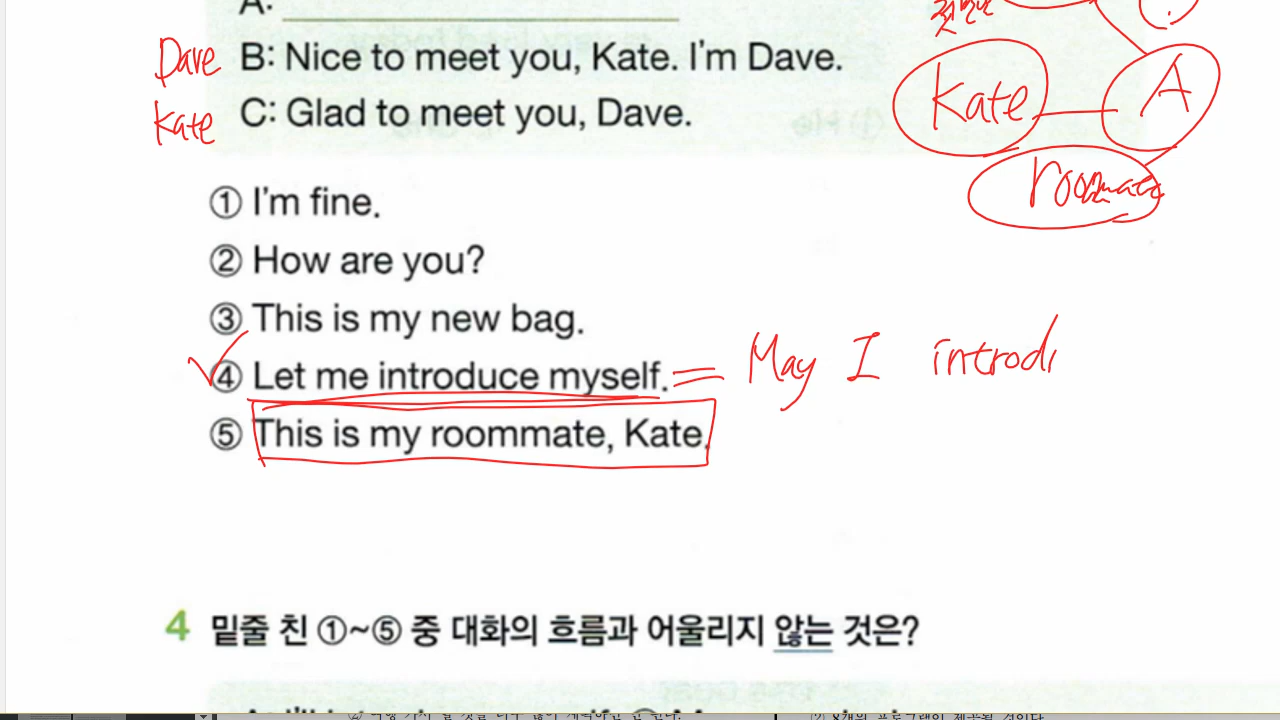 A:
Dave B: Nice to meet you, Kate. I'm Dave.
Kate C: Glad to meet you, Dave.
Kate
A
?
① I'm fine.
② How are you?
③ This is my new bag.
④ Let me introduce myself. = May I introd
⑤ This is my roommate, Kate.
4 밑줄 친 ①~⑤ 중 대화의 흐름과 어울리지 않는 것은?